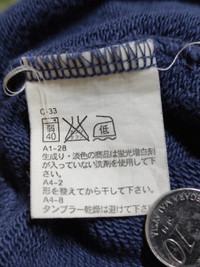 C-33
弱
40
低
A1-28
生成り・淡色の商品は蛍光増白剤
が入っていない洗剤を使用して下
さい。
A4-2
形を整えてから干して下さい。
A4-8
タンブラー乾燥は避けて下さい
10